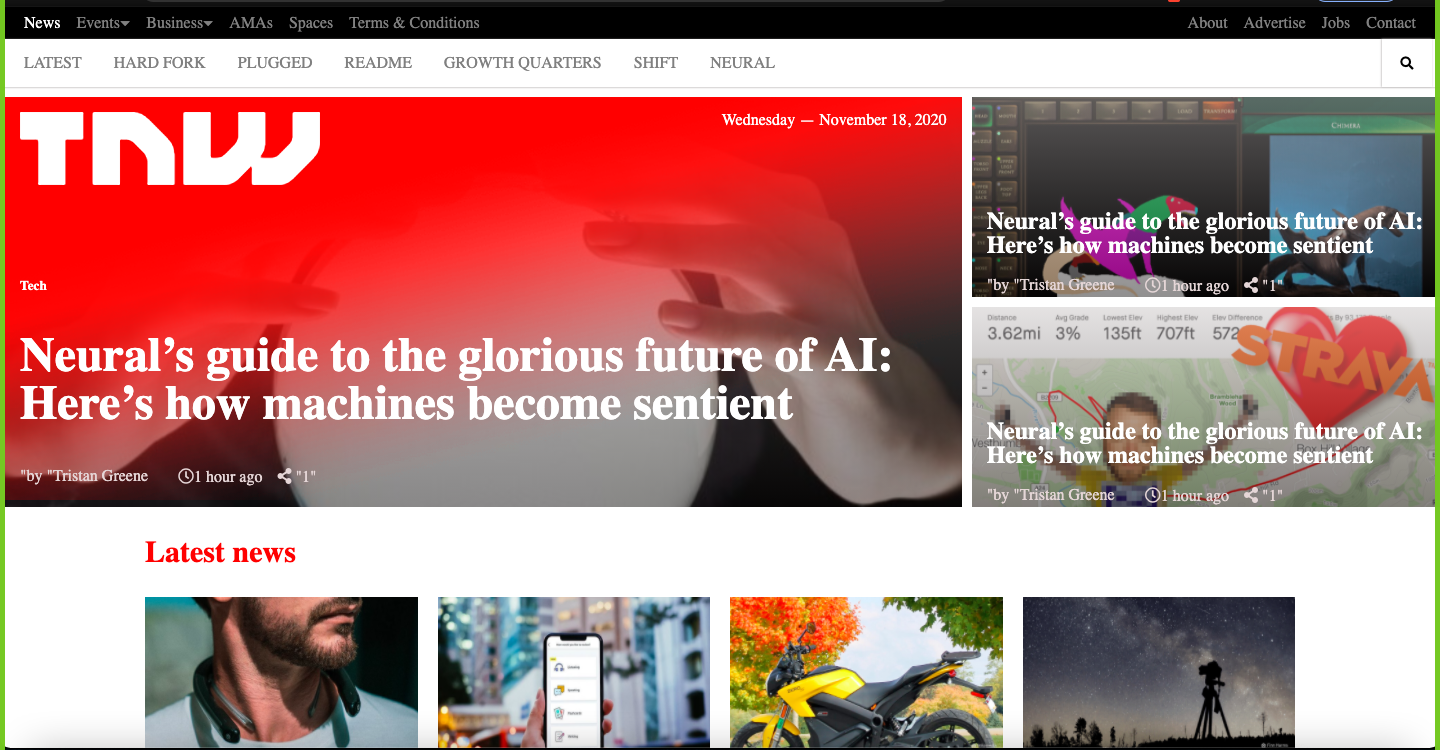 News Events Business AMAs Spaces Terms & Conditions About Advertise Jobs Contact
LATEST HARD FORK PLUGGED README GROWTH QUARTERS SHIFT NEURAL
TNW
Wednesday — November 18, 2020
Tech
Neural’s guide to the glorious future of AI:
Here’s how machines become sentient
"by "Tristan Greene 1 hour ago "1"
CHIMERA
Neural’s guide to the glorious future of AI:
Here’s how machines become sentient
"by "Tristan Greene 1 hour ago "1"
Distance Avg Grade Lowest Elev Highest Elev Elev Difference
3.62mi 3% 135ft 707ft 572
STRAVA
Neural’s guide to the glorious future of AI:
Here’s how machines become sentient
"by "Tristan Greene 1 hour ago "1"
Latest news